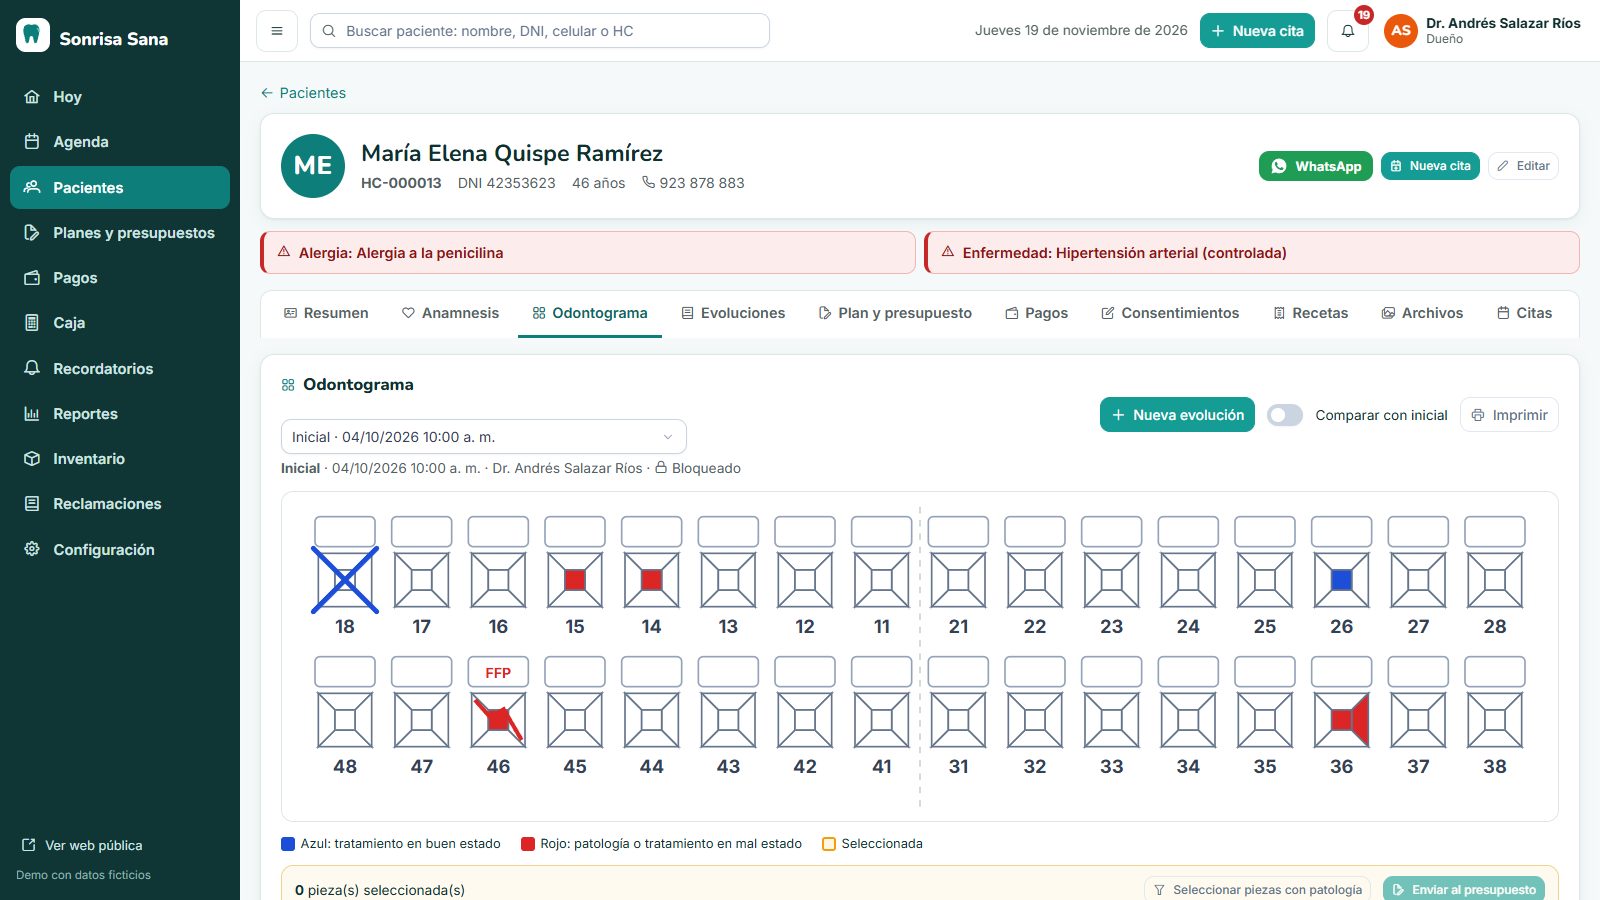 Sonrisa Sana
Hoy
Agenda
Pacientes
Planes y presupuestos
Pagos
Caja
Recordatorios
Reportes
Inventario
Reclamaciones
Configuración
Ver web pública
Demo con datos ficticios
Buscar paciente: nombre, DNI, celular o HC
Jueves 19 de noviembre de 2026
Nueva cita
19
AS
Dr. Andrés Salazar Ríos
Dueño
Pacientes
ME
María Elena Quispe Ramírez
HC-000013 DNI 42353623 46 años 923 878 883
WhatsApp
Nueva cita
Editar
Alergia: Alergia a la penicilina
Enfermedad: Hipertensión arterial (controlada)
Resumen Anamnesis Odontograma Evoluciones Plan y presupuesto Pagos Consentimientos Recetas Archivos Citas
Odontograma
Inicial · 04/10/2026 10:00 a. m.
Nueva evolución
Comparar con inicial
Imprimir
Inicial · 04/10/2026 10:00 a. m. · Dr. Andrés Salazar Ríos · Bloqueado
18 17 16 15 14 13 12 11 21 22 23 24 25 26 27 28
FFP
48 47 46 45 44 43 42 41 31 32 33 34 35 36 37 38
Azul: tratamiento en buen estado
Rojo: patología o tratamiento en mal estado
Seleccionada
0 pieza(s) seleccionada(s)
Seleccionar piezas con patología
Enviar al presupuesto